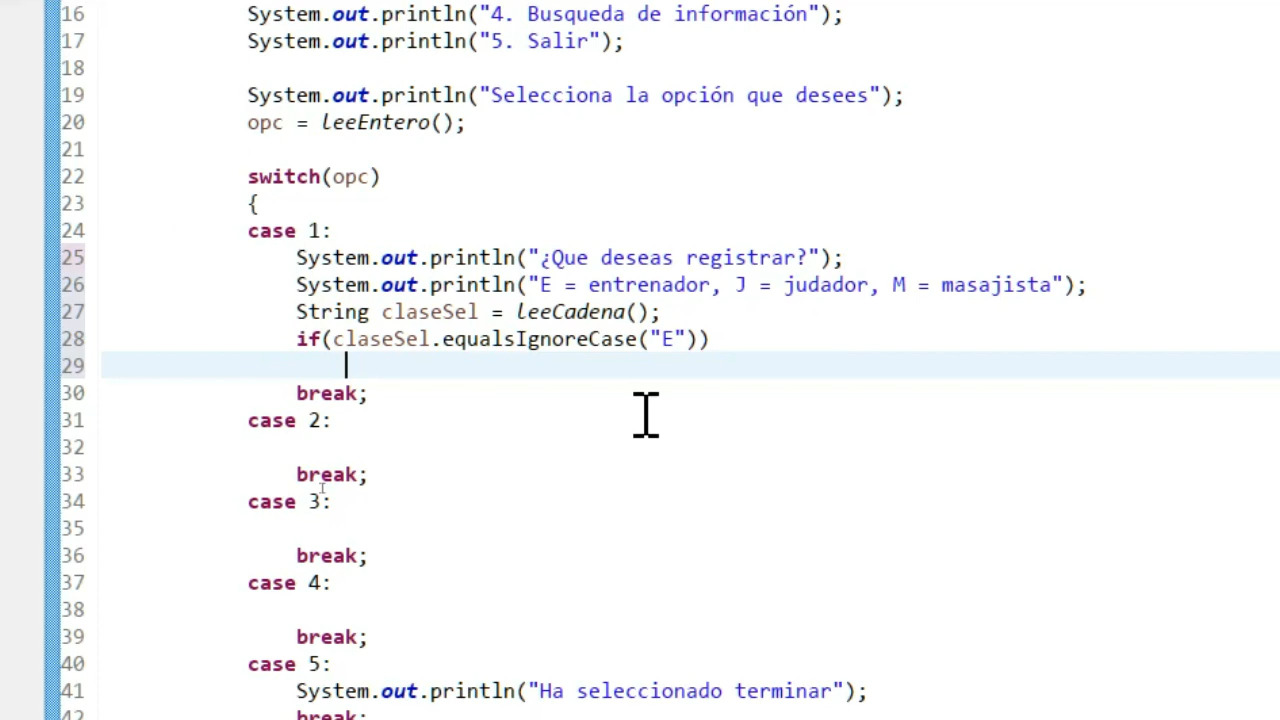 16 System.out.println("4. Busqueda de información");
17 System.out.println("5. Salir");
18
19 System.out.println("Selecciona la opción que desees");
20 opc = leeEntero();
21
22 switch(opc)
23 {
24 case 1:
25 System.out.println("¿Que deseas registrar?");
26 System.out.println("E = entrenador, J = judador, M = masajista");
27 String claseSel = leeCadena();
28 if(claseSel.equalsIgnoreCase("E"))
29
30 break;
31 case 2:
32
33 break;
34 case 3:
35
36 break;
37 case 4:
38
39 break;
40 case 5:
41 System.out.println("Ha seleccionado terminar");
42 break;